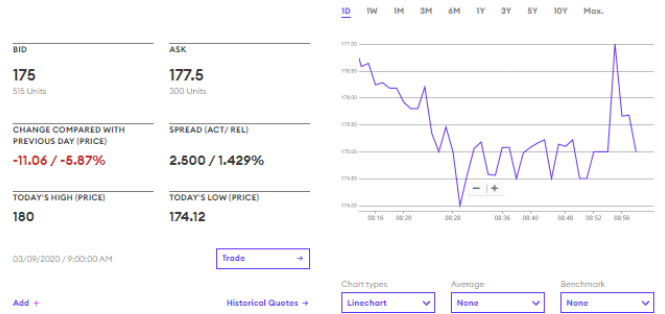 BID
ASK
175
177.5
515 Units
300 Units
CHANGE COMPARED WITH
PREVIOUS DAY (PRICE)
SPREAD (ACT/ REL)
-11.06 / -5.87%
2.500 / 1.429%
TODAY'S HIGH (PRICE)
TODAY'S LOW (PRICE)
180
174.12
03/09/2020 / 9:00:00 AM
Trade →
Add +
Historical Quotes →
1D 1W 1M 3M 6M 1Y 3Y 5Y 10Y Max.
177.00
176.50
176.00
175.50
175.00
174.50
174.00
− | +
08:16 08:20 08:28 08:36 08:40 08:48 08:52 08:56
Chart types
Average
Benchmark
Linechart
None
None